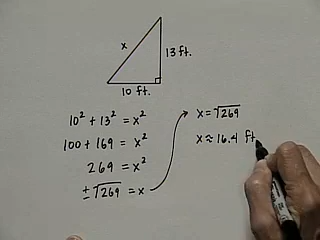 x
13 ft.
10 ft.
10² + 13² = x²
100 + 169 = x²
269 = x²
±√269 = x
x = √269
x ≈ 16.4 ft